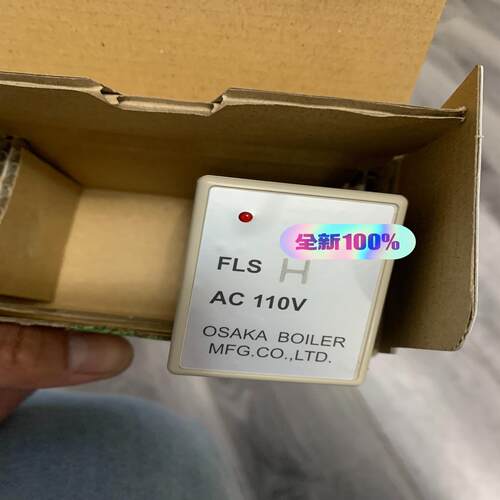 全新100%
FLS H
AC 110V
OSAKA BOILER
MFG.CO.,LTD.